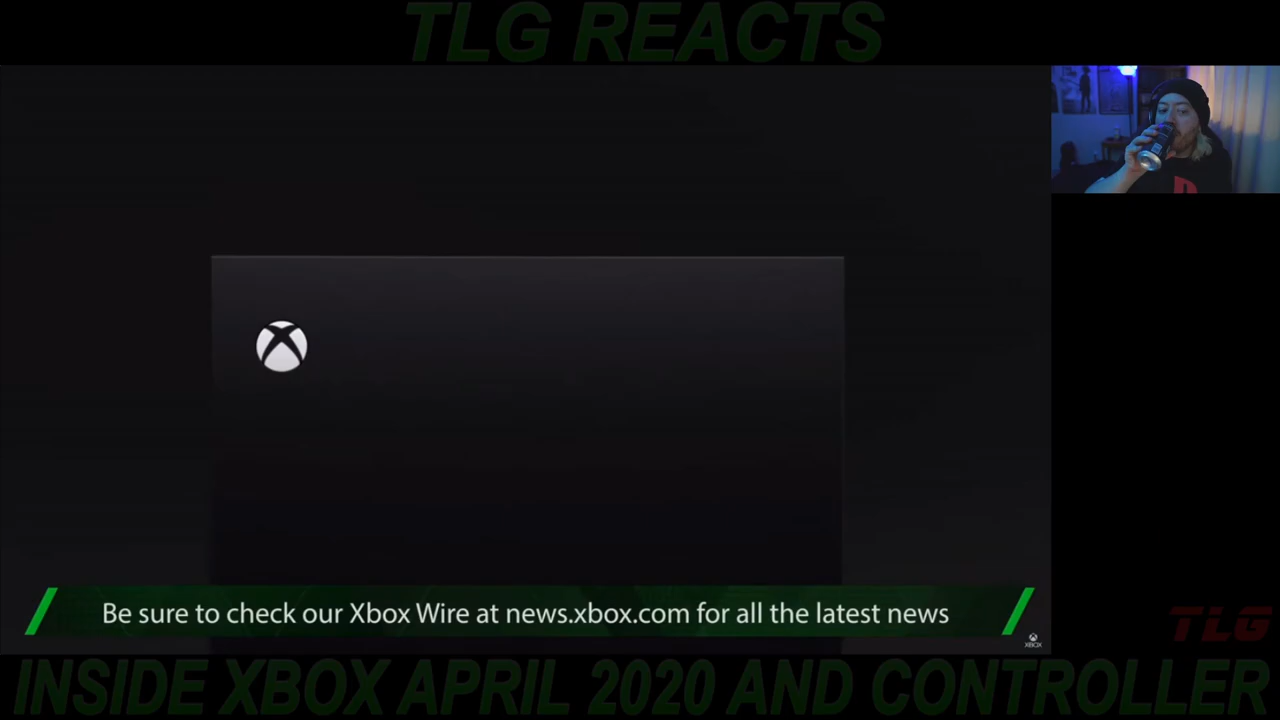 TLG REACTS
Be sure to check our Xbox Wire at news.xbox.com for all the latest news
XBOX
TLG
INSIDE XBOX APRIL 2020 AND CONTROLLER